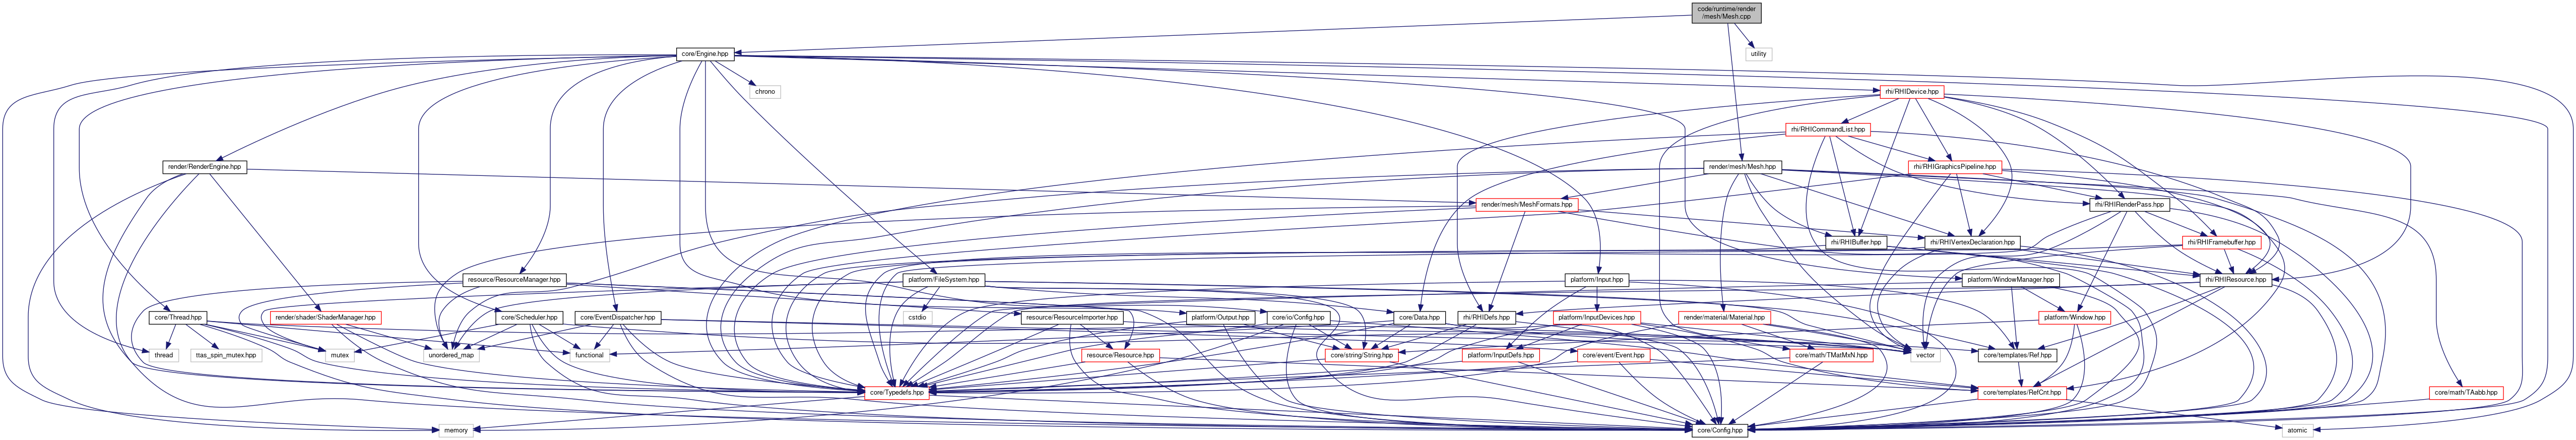 code/runtime/render
/mesh/Mesh.cpp
core/Engine.hpp
utility
chrono
rhi/RHIDevice.hpp
rhi/RHICommandList.hpp
render/RenderEngine.hpp
render/mesh/Mesh.hpp
rhi/RHIGraphicsPipeline.hpp
render/mesh/MeshFormats.hpp
rhi/RHIRenderPass.hpp
rhi/RHIBuffer.hpp
rhi/RHIVertexDeclaration.hpp
rhi/RHIFramebuffer.hpp
resource/ResourceManager.hpp
platform/FileSystem.hpp
platform/Input.hpp
platform/WindowManager.hpp
rhi/RHIResource.hpp
core/Thread.hpp
render/shader/ShaderManager.hpp
core/Scheduler.hpp
core/EventDispatcher.hpp
cstdio
resource/ResourceImporter.hpp
platform/Output.hpp
core/io/Config.hpp
core/Data.hpp
rhi/RHIDefs.hpp
platform/InputDevices.hpp
render/material/Material.hpp
platform/Window.hpp
thread
ttas_spin_mutex.hpp
mutex
unordered_map
functional
resource/Resource.hpp
core/string/String.hpp
core/event/Event.hpp
platform/InputDefs.hpp
core/math/TMatMxN.hpp
vector
core/templates/Ref.hpp
core/Typedefs.hpp
core/templates/RefCnt.hpp
core/math/TAabb.hpp
memory
core/Config.hpp
atomic